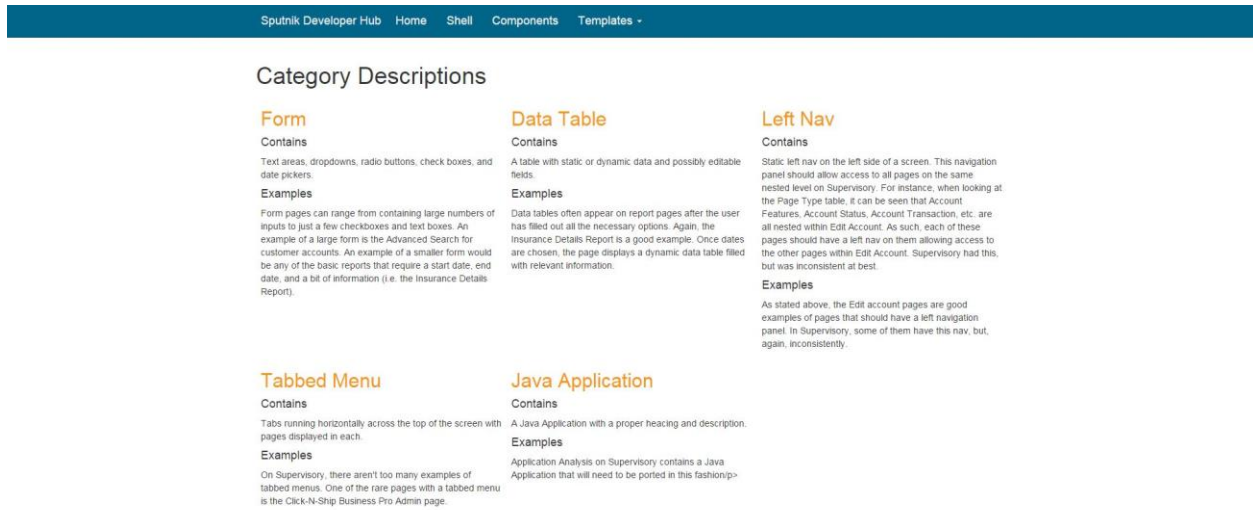 Sputnik Developer Hub Home Shell Components Templates
Category Descriptions
Form
Contains
Text areas, dropdowns, radio buttons, check boxes, and
date pickers.
Examples
Form pages can range from containing large numbers of
inputs to just a few checkboxes and text boxes. An
example of a large form is the Advanced Search for
customer accounts. An example of a smaller form would
be any of the basic reports that require a start date, end
date, and a bit of information (i.e. the Insurance Details
Report).
Data Table
Contains
A table with static or dynamic data and possibly editable
fields.
Examples
Data tables often appear on report pages after the user
has filled out all the necessary options. Again, the
Insurance Details Report is a good example. Once dates
are chosen, the page displays a dynamic data table filled
with relevant information.
Left Nav
Contains
Static left nav on the left side of a screen. This navigation
panel should allow access to all pages on the same
nested level on Supervisory. For instance, when looking at
the Page Type table, it can be seen that Account
Features, Account Status, Account Transaction, etc. are
all nested within Edit Account. As such, each of these
pages should have a left nav on them allowing access to
the other pages within Edit Account. Supervisory had this,
but was inconsistent at best.
Examples
As stated above, the Edit account pages are good
examples of pages that should have a left navigation
panel. In Supervisory, some of them have this nav, but,
again, inconsistently.
Tabbed Menu
Contains
Tabs running horizontally across the top of the screen with
pages displayed in each.
Examples
On Supervisory, there aren't too many examples of
tabbed menus. One of the rare pages with a tabbed menu
is the Click-N-Ship Business Pro Admin page.
Java Application
Contains
A Java Application with a proper heacing and description.
Examples
Application Analysis on Supervisory contains a Java
Application that will need to be ported in this fashion/p>